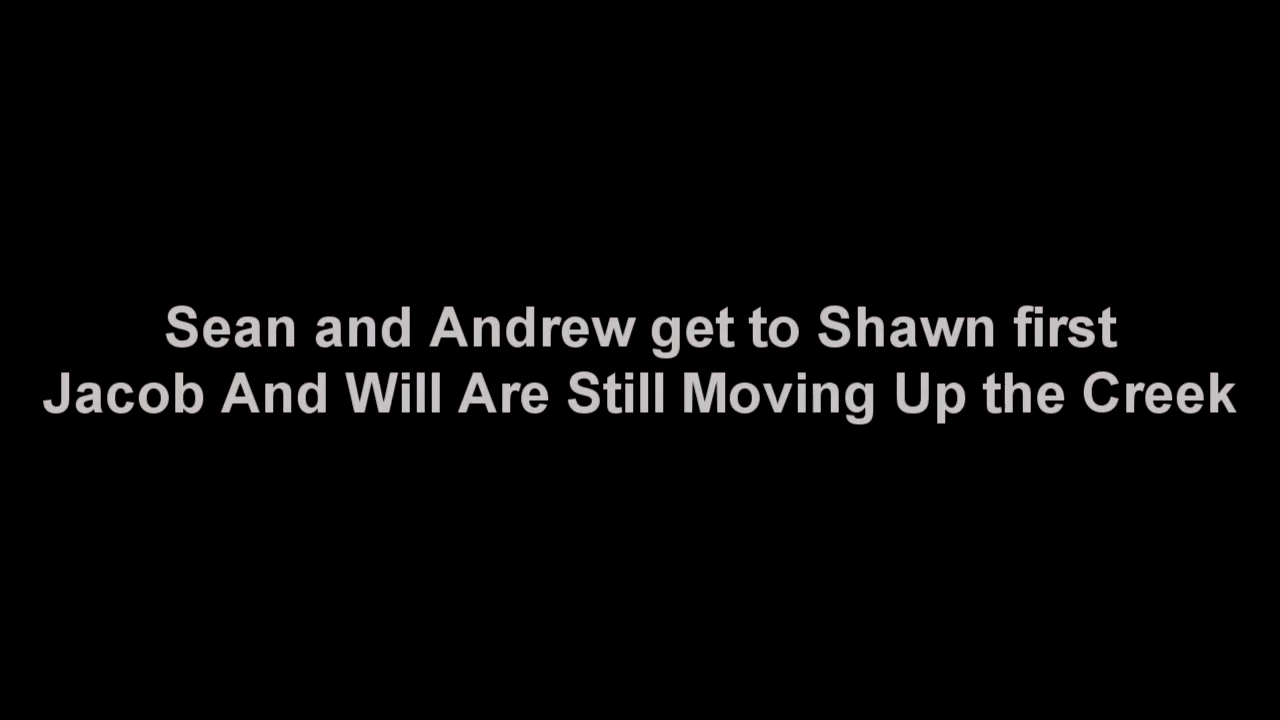 Sean and Andrew get to Shawn first
Jacob And Will Are Still Moving Up the Creek